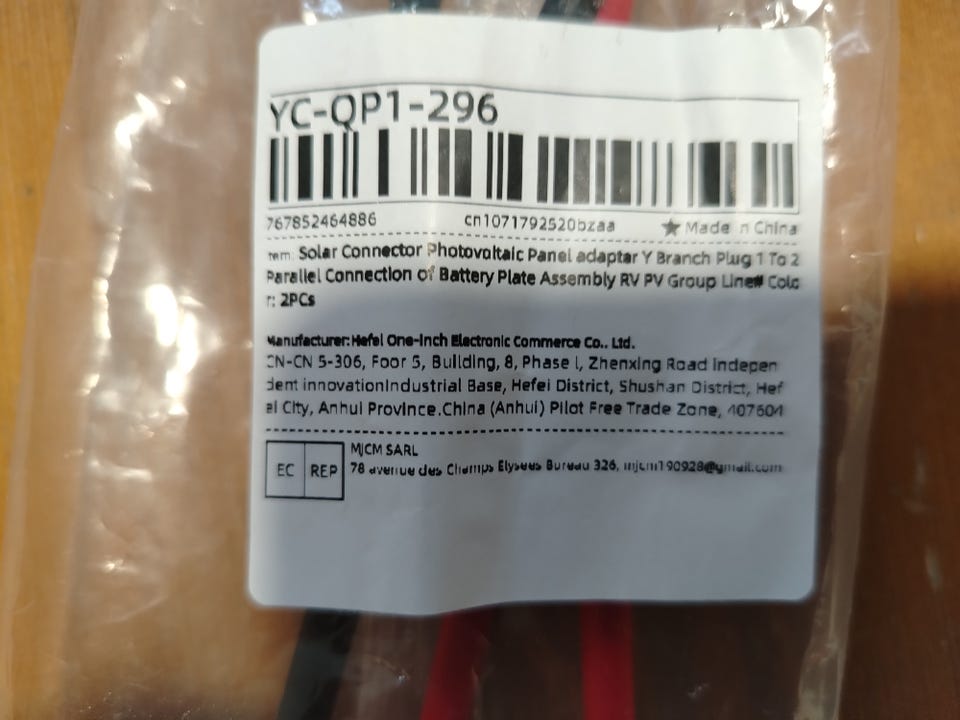 YC-QP1-296
767852464886 cn1071792520bzaa ★ Made n China
Solar Connector Photovoltaic Panel adaptar Y Branch Plug 1 To 2
Parallel Connection of Battery Plate Assembly RV PV Group Line# Colo
r: 2PCs
Manufacturer: Hefei One-inch Electronic Commerce Co., Ltd.
CN-CN 5-306, Foor 5, Building, 8, Phase I, Zhenxing Road indepen
dent innovationIndustrial Base, Hefei District, Shushan District, Hef
ei City, Anhui Province.China (Anhui) Pilot Free Trade Zone, 407604
EC REP MJCM SARL
78 avenue des Champs Elysees Bureau 326, mjcm190928@gmail.com